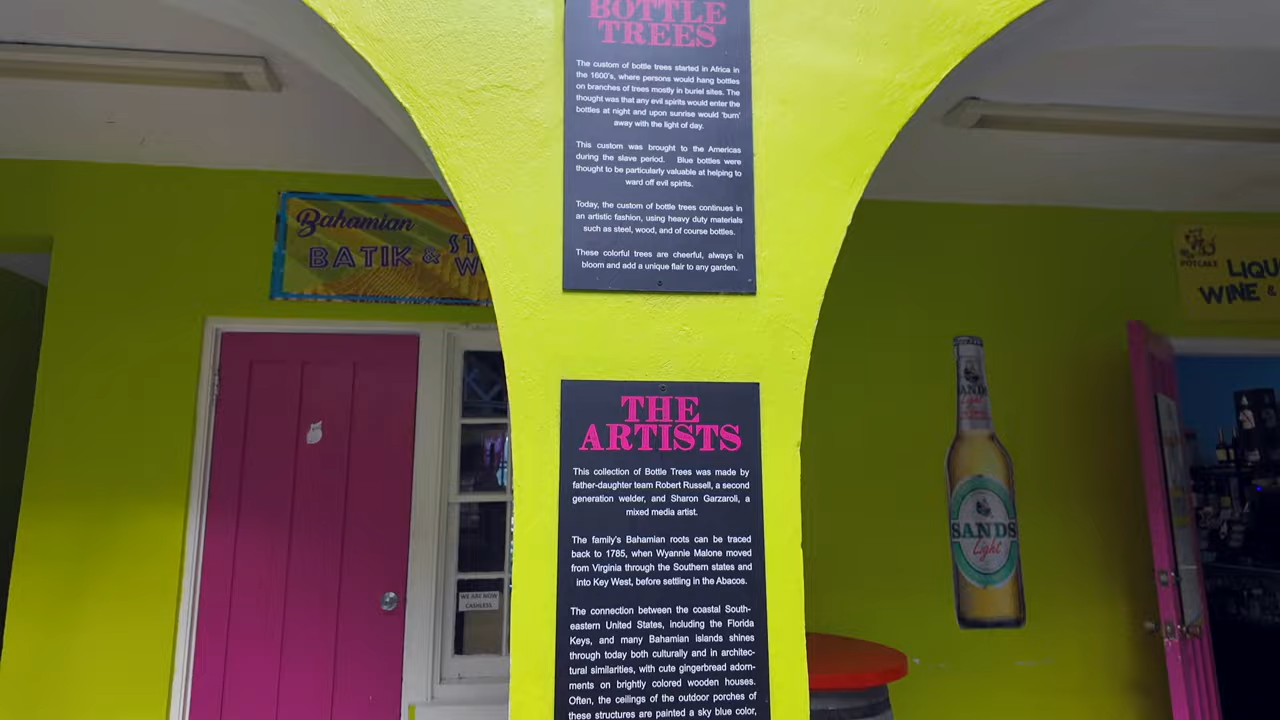 BOTTLE
TREES
The custom of bottle trees started in Africa in
the 1600's, where persons would hang bottles
on branches of trees mostly in buriel sites. The
thought was that any evil spirits would enter the
bottles at night and upon sunrise would 'burn'
away with the light of day.
This custom was brought to the Americas
during the slave period. Blue bottles were
thought to be particularly valuable at helping to
ward off evil spirits.
Today, the custom of bottle trees continues in
an artistic fashion, using heavy duty materials
such as steel, wood, and of course bottles.
These colorful trees are cheerful, always in
bloom and add a unique flair to any garden.
THE
ARTISTS
This collection of Bottle Trees was made by
father-daughter team Robert Russell, a second
generation welder, and Sharon Garzaroli, a
mixed media artist.
The family's Bahamian roots can be traced
back to 1785, when Wyannie Malone moved
from Virginia through the Southern states and
into Key West, before settling in the Abacos.
The connection between the coastal South-
eastern United States, including the Florida
Keys, and many Bahamian islands shines
through today both culturally and in architec-
tural similarities, with cute gingerbread adorn-
ments on brightly colored wooden houses.
Often, the ceilings of the outdoor porches of
these structures are painted a sky blue color,
Bahamian
BATIK & ST
W
WE ARE NOW
CASHLESS
POTCAKE
LIQU
WINE &
SANDS
Light
SANDS
Light